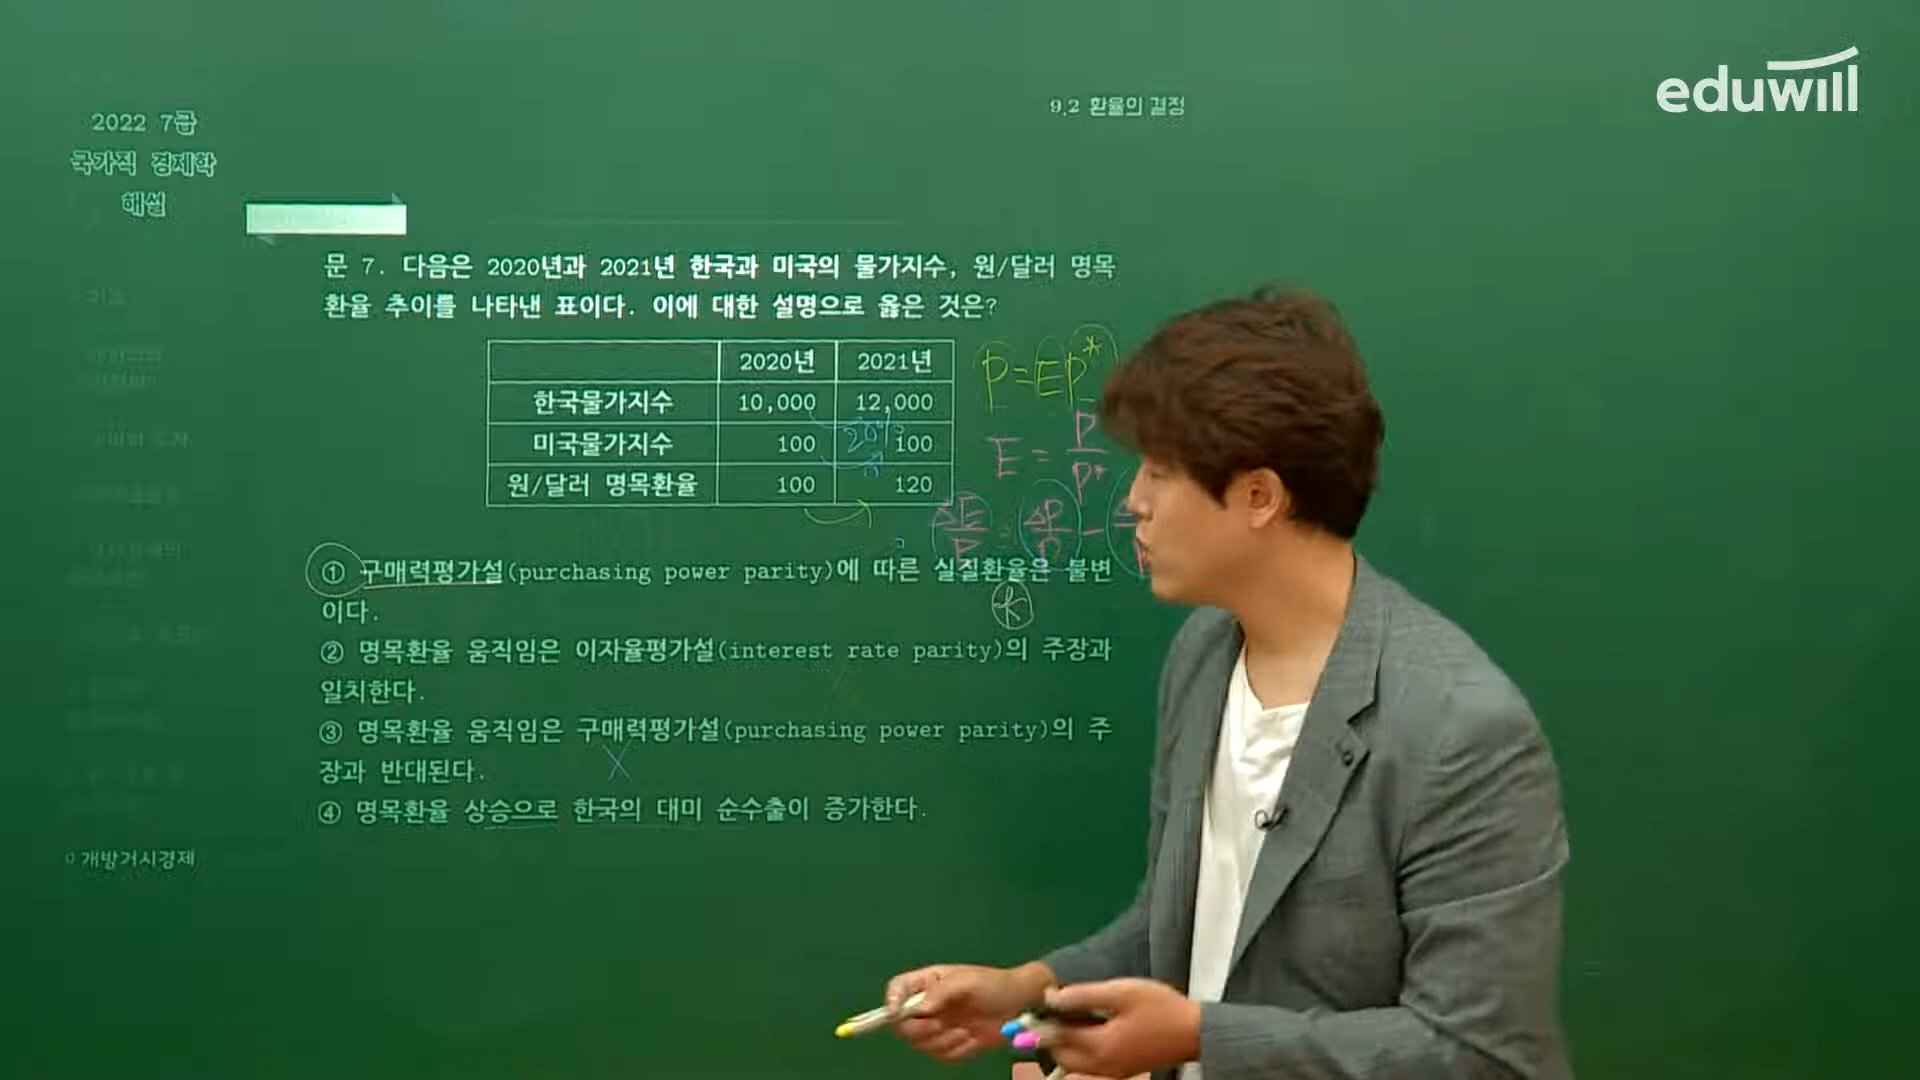 eduwill
9.2 환율의 결정
2022 7급
국가직 경제학
해설
문 7. 다음은 2020년과 2021년 한국과 미국의 물가지수, 원/달러 명목
환율 추이를 나타낸 표이다. 이에 대한 설명으로 옳은 것은?
2020년 2021년
한국물가지수 10,000 12,000
미국물가지수 100 100
원/달러 명목환율 100 120
20%
0
P=EP*
E = P/P*
① 구매력평가설(purchasing power parity)에 따른 실질환율은 불변
이다.
k
② 명목환율 움직임은 이자율평가설(interest rate parity)의 주장과
일치한다.
③ 명목환율 움직임은 구매력평가설(purchasing power parity)의 주
장과 반대된다.
X
④ 명목환율 상승으로 한국의 대미 순수출이 증가한다.
개방거시경제